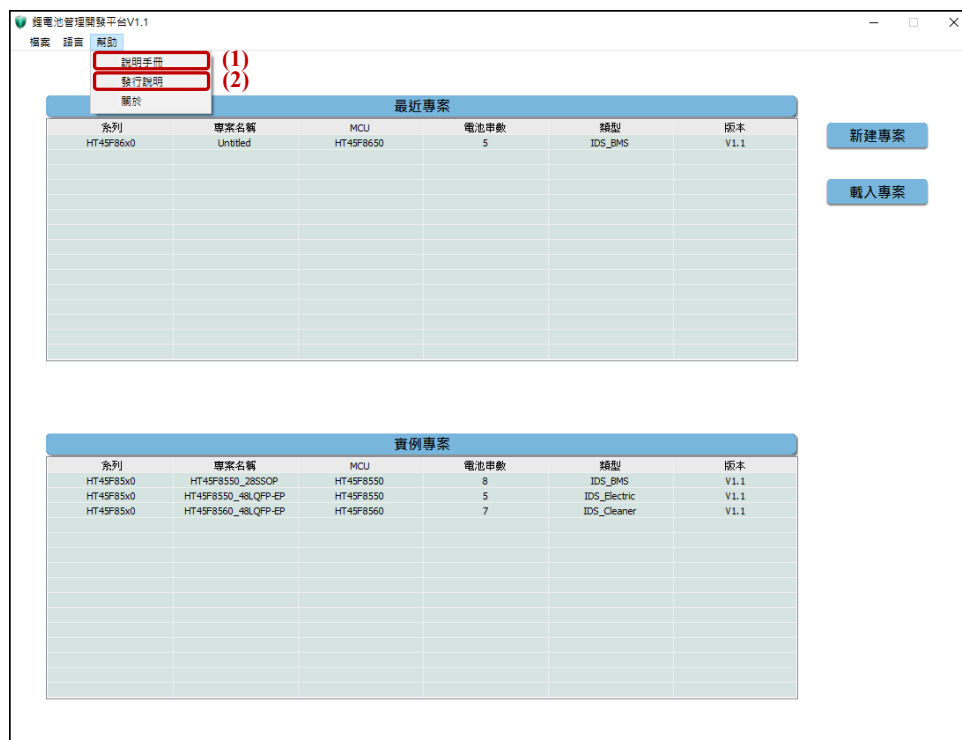 鋰電池管理開發平台V1.1
檔案 語言 幫助
說明手冊 (1)
發行說明 (2)
關於
最近專案
系列 專案名稱 MCU 電池串數 類型 版本
HT45F86x0 Untitled HT45F8650 5 IDS_BMS V1.1
新建專案
載入專案
實例專案
系列 專案名稱 MCU 電池串數 類型 版本
HT45F85x0 HT45F8550_28SSOP HT45F8550 8 IDS_BMS V1.1
HT45F85x0 HT45F8550_48LQFP-EP HT45F8550 5 IDS_Electric V1.1
HT45F85x0 HT45F8560_48LQFP-EP HT45F8560 7 IDS_Cleaner V1.1